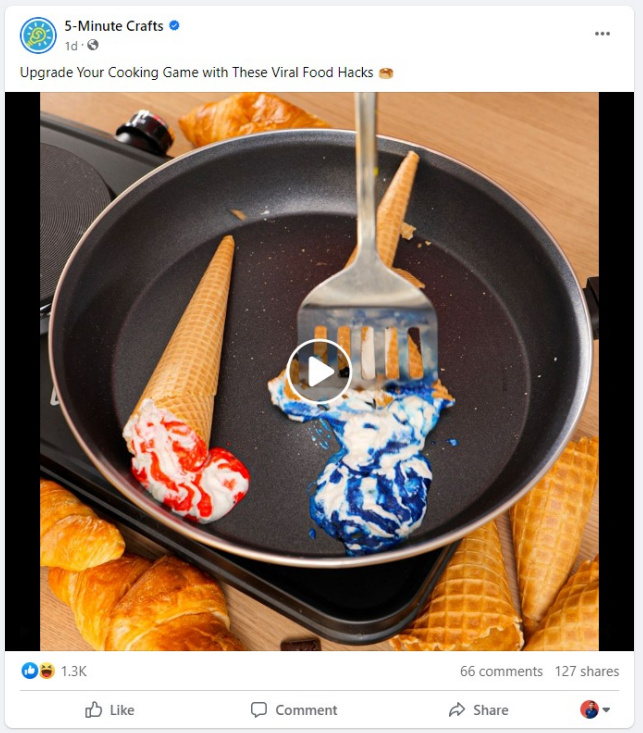 5-Minute Crafts
1d ·
Upgrade Your Cooking Game with These Viral Food Hacks 🥞
1.3K
66 comments 127 shares
Like Comment Share